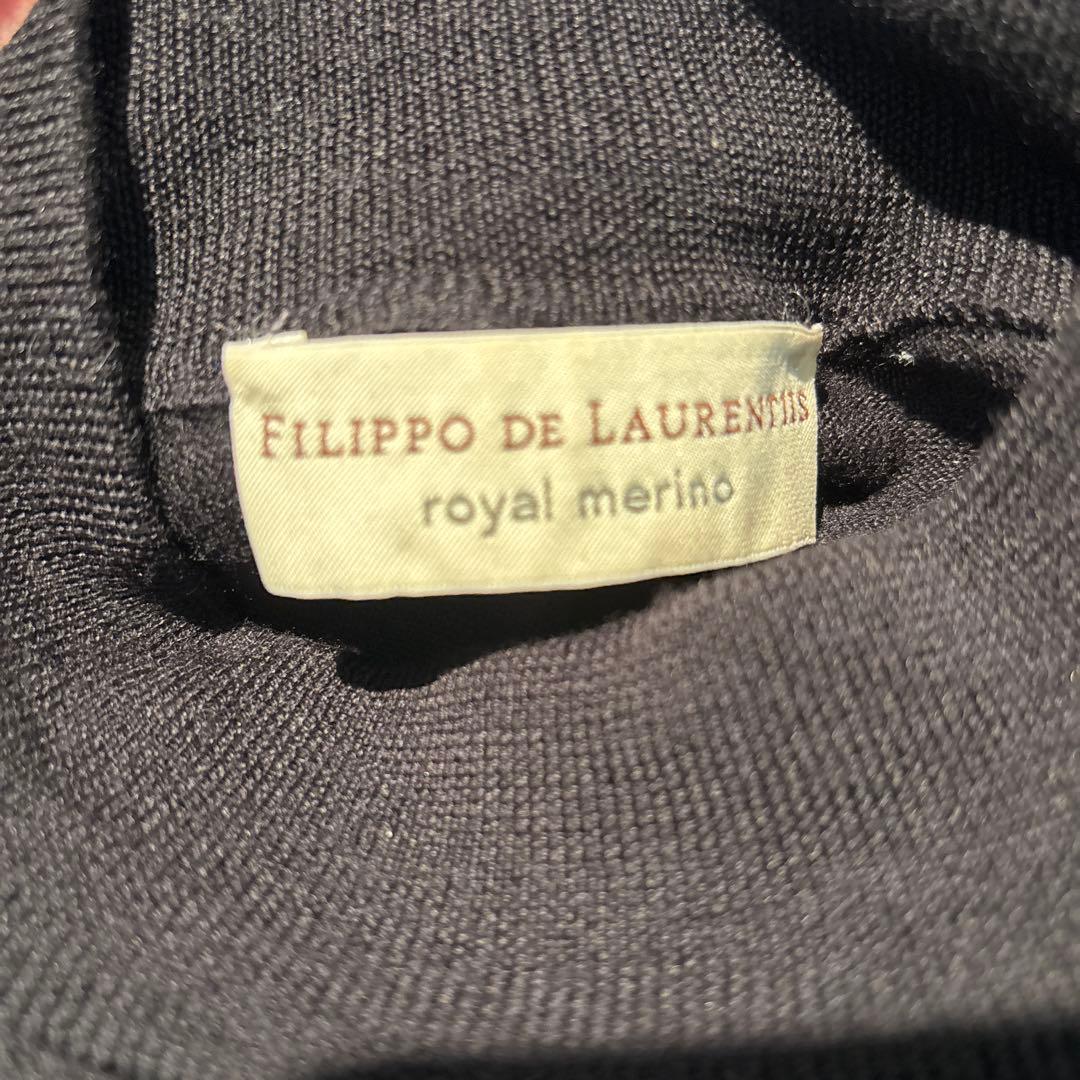 FILIPPO DE LAURENTIIS
royal merino